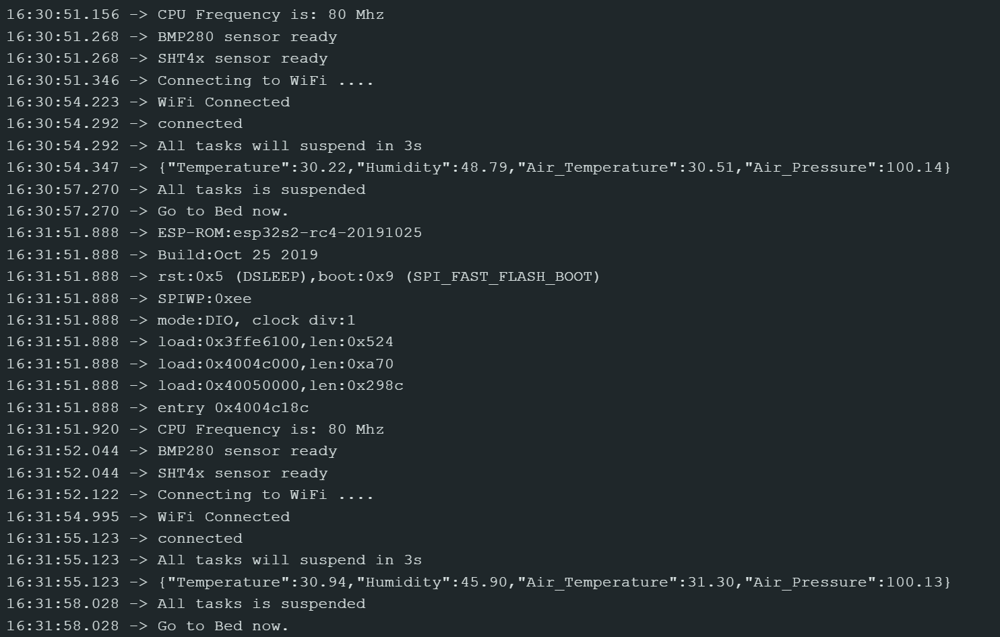 16:30:51.156 -> CPU Frequency is: 80 Mhz
16:30:51.268 -> BMP280 sensor ready
16:30:51.268 -> SHT4x sensor ready
16:30:51.346 -> Connecting to WiFi ....
16:30:54.223 -> WiFi Connected
16:30:54.292 -> connected
16:30:54.292 -> All tasks will suspend in 3s
16:30:54.347 -> {"Temperature":30.22,"Humidity":48.79,"Air_Temperature":30.51,"Air_Pressure":100.14}
16:30:57.270 -> All tasks is suspended
16:30:57.270 -> Go to Bed now.
16:31:51.888 -> ESP-ROM:esp32s2-rc4-20191025
16:31:51.888 -> Build:Oct 25 2019
16:31:51.888 -> rst:0x5 (DSLEEP),boot:0x9 (SPI_FAST_FLASH_BOOT)
16:31:51.888 -> SPIWP:0xee
16:31:51.888 -> mode:DIO, clock div:1
16:31:51.888 -> load:0x3ffe6100,len:0x524
16:31:51.888 -> load:0x4004c000,len:0xa70
16:31:51.888 -> load:0x40050000,len:0x298c
16:31:51.888 -> entry 0x4004c18c
16:31:51.920 -> CPU Frequency is: 80 Mhz
16:31:52.044 -> BMP280 sensor ready
16:31:52.044 -> SHT4x sensor ready
16:31:52.122 -> Connecting to WiFi ....
16:31:54.995 -> WiFi Connected
16:31:55.123 -> connected
16:31:55.123 -> All tasks will suspend in 3s
16:31:55.123 -> {"Temperature":30.94,"Humidity":45.90,"Air_Temperature":31.30,"Air_Pressure":100.13}
16:31:58.028 -> All tasks is suspended
16:31:58.028 -> Go to Bed now.